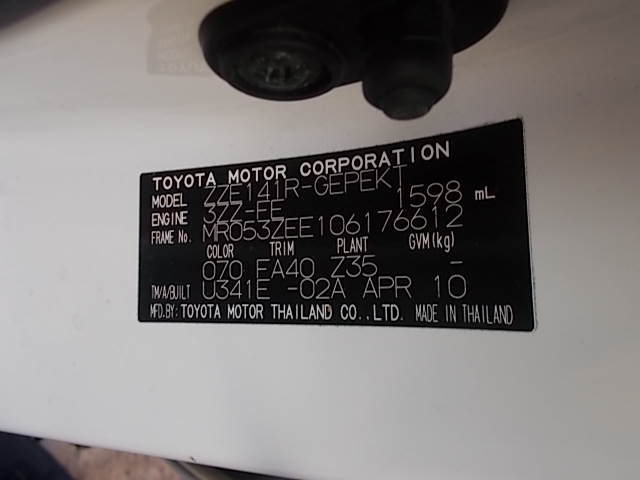 TOYOTA MOTOR CORPORATION
MODEL ZZE141R-GEPEKT
ENGINE 3ZZ-FE 1598 mL
FRAME No. MR053ZEE106176612
COLOR TRIM PLANT GVM(kg)
070 FA40 Z35 -
TM/A/BUILT U341E -02A APR 10
MFD.BY: TOYOTA MOTOR THAILAND CO.,LTD. MADE IN THAILAND